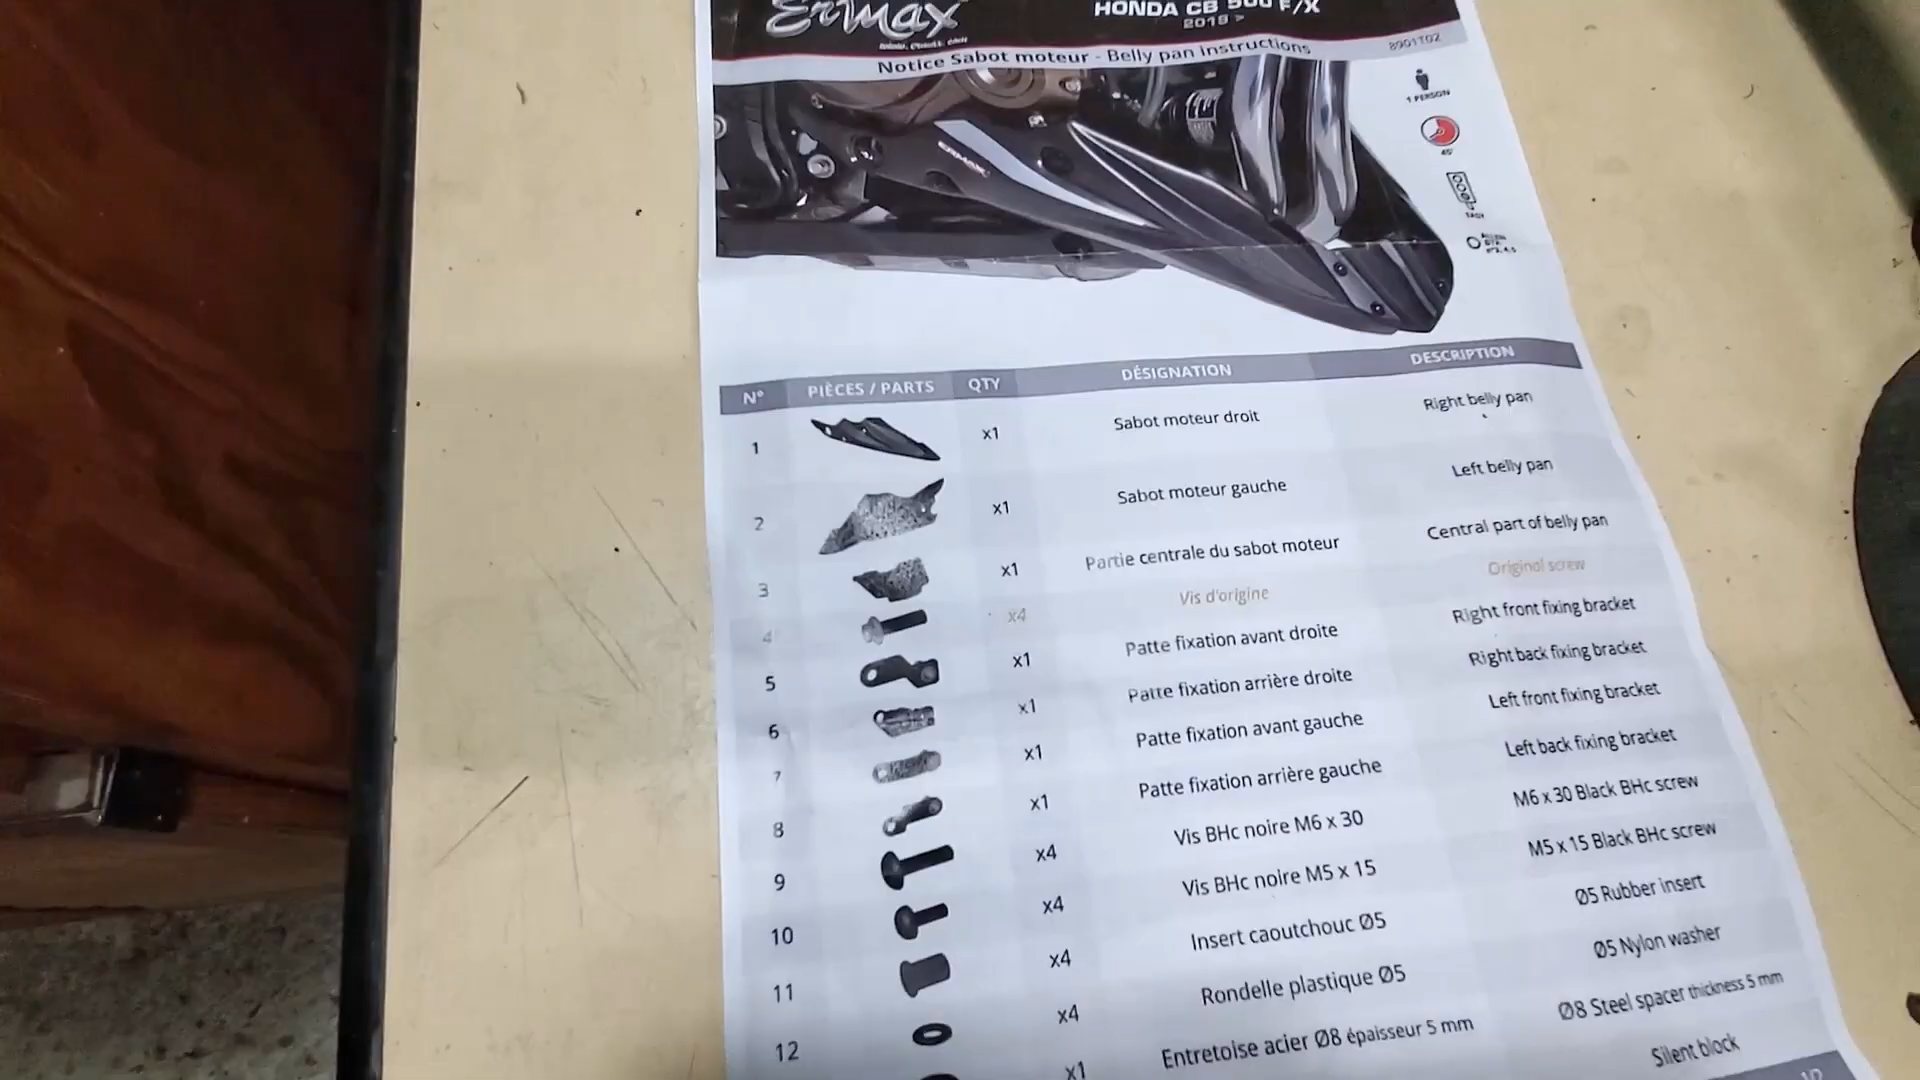 Ermax
HONDA CB 500 F/X
2019 >
www.ermax.com
Notice Sabot moteur - Belly pan instructions
8901T02
1 PERSON
45'
EASY
ERMAX
N° PIÈCES / PARTS QTY DÉSIGNATION DESCRIPTION
1 x1 Sabot moteur droit Right belly pan
2 x1 Sabot moteur gauche Left belly pan
3 x1 Partie centrale du sabot moteur Central part of belly pan
4 x4 Vis d'origine Original screw
5 x1 Patte fixation avant droite Right front fixing bracket
6 x1 Patte fixation arrière droite Right back fixing bracket
7 x1 Patte fixation avant gauche Left front fixing bracket
8 x1 Patte fixation arrière gauche Left back fixing bracket
9 x4 Vis BHc noire M6 x 30 M6 x 30 Black BHc screw
10 x4 Vis BHc noire M5 x 15 M5 x 15 Black BHc screw
11 x4 Insert caoutchouc Ø5 Ø5 Rubber insert
12 x4 Rondelle plastique Ø5 Ø5 Nylon washer
x1 Entretoise acier Ø8 épaisseur 5 mm Ø8 Steel spacer thickness 5 mm
Silent block